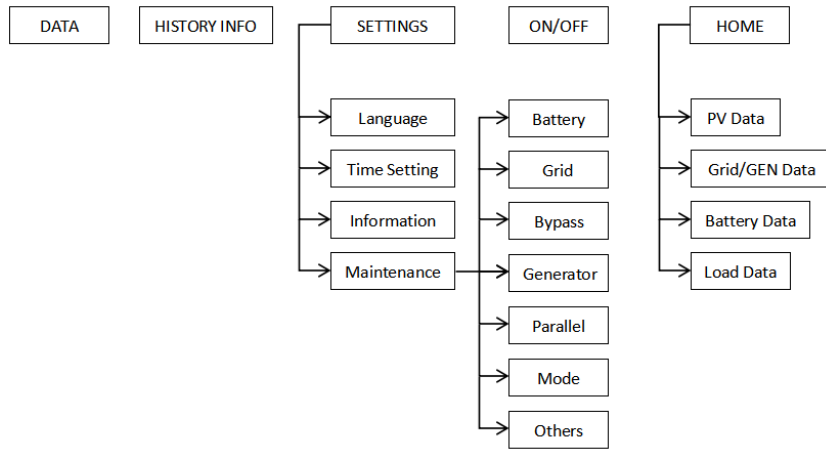 DATA
HISTORY INFO
SETTINGS
ON/OFF
HOME
Language
Time Setting
Information
Maintenance
Battery
Grid
Bypass
Generator
Parallel
Mode
Others
PV Data
Grid/GEN Data
Battery Data
Load Data